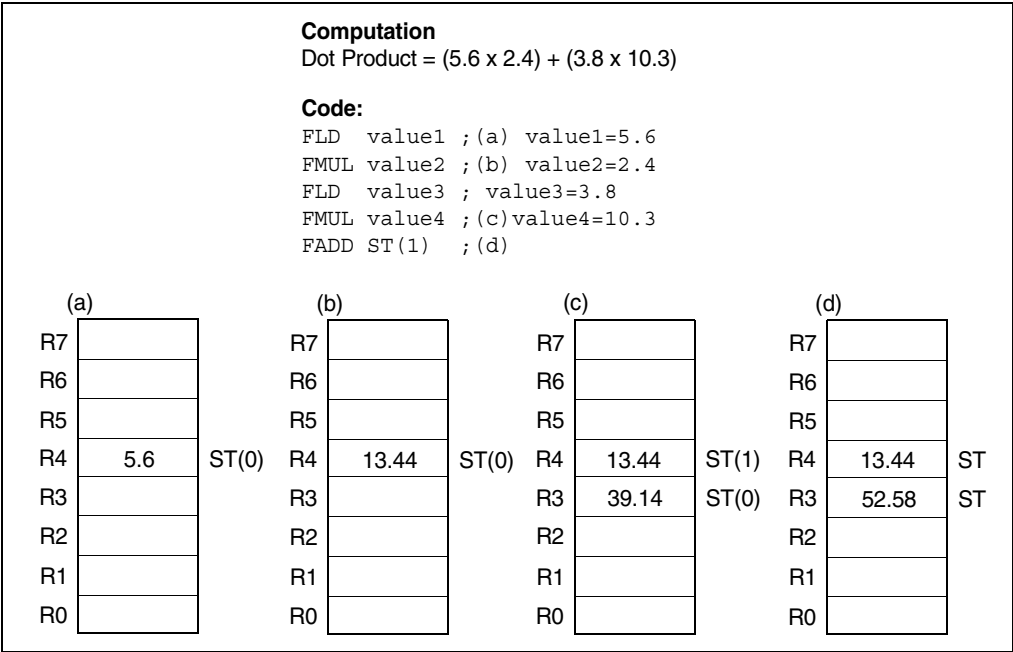 Computation
Dot Product = (5.6 x 2.4) + (3.8 x 10.3)
Code:
FLD  value1 ;(a) value1=5.6
FMUL value2 ;(b) value2=2.4
FLD  value3 ; value3=3.8
FMUL value4 ;(c)value4=10.3
FADD ST(1)  ;(d)
(a) (b) (c) (d)
R7 R7 R7 R7
R6 R6 R6 R6
R5 R5 R5 R5
R4 5.6 ST(0) R4 13.44 ST(0) R4 13.44 ST(1) R4 13.44 ST
R3 R3 R3 39.14 ST(0) R3 52.58 ST
R2 R2 R2 R2
R1 R1 R1 R1
R0 R0 R0 R0